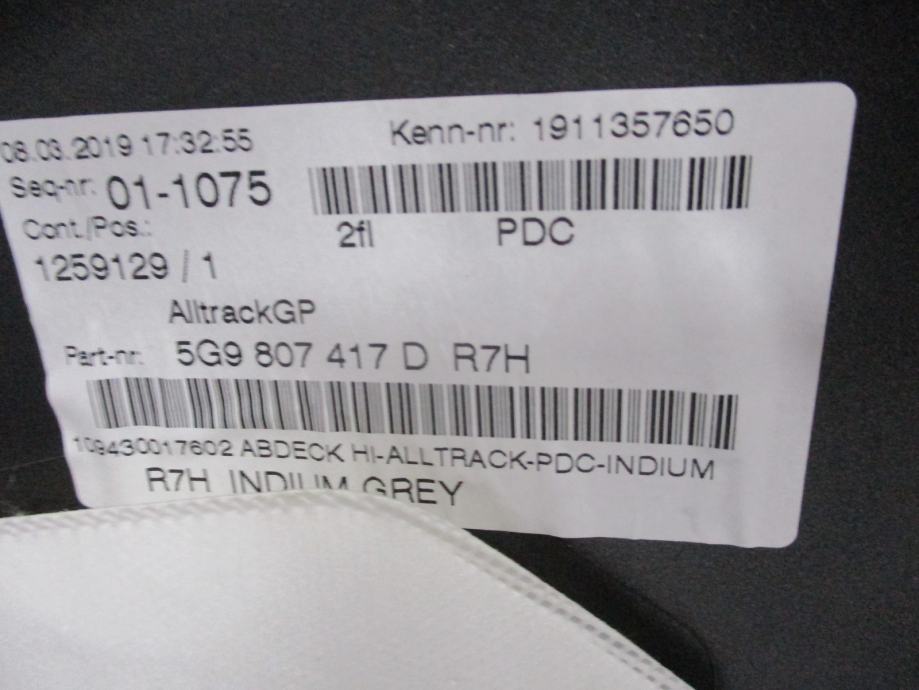 08.03.2019 17:32:55
Kenn-nr: 1911357650
Seq-nr: 01-1075
Cont./Pos.:
2fl PDC
1259129 / 1
AlltrackGP
Part-nr: 5G9 807 417 D R7H
109430017602 ABDECK HI-ALLTRACK-PDC-INDIUM
R7H INDIUM GREY